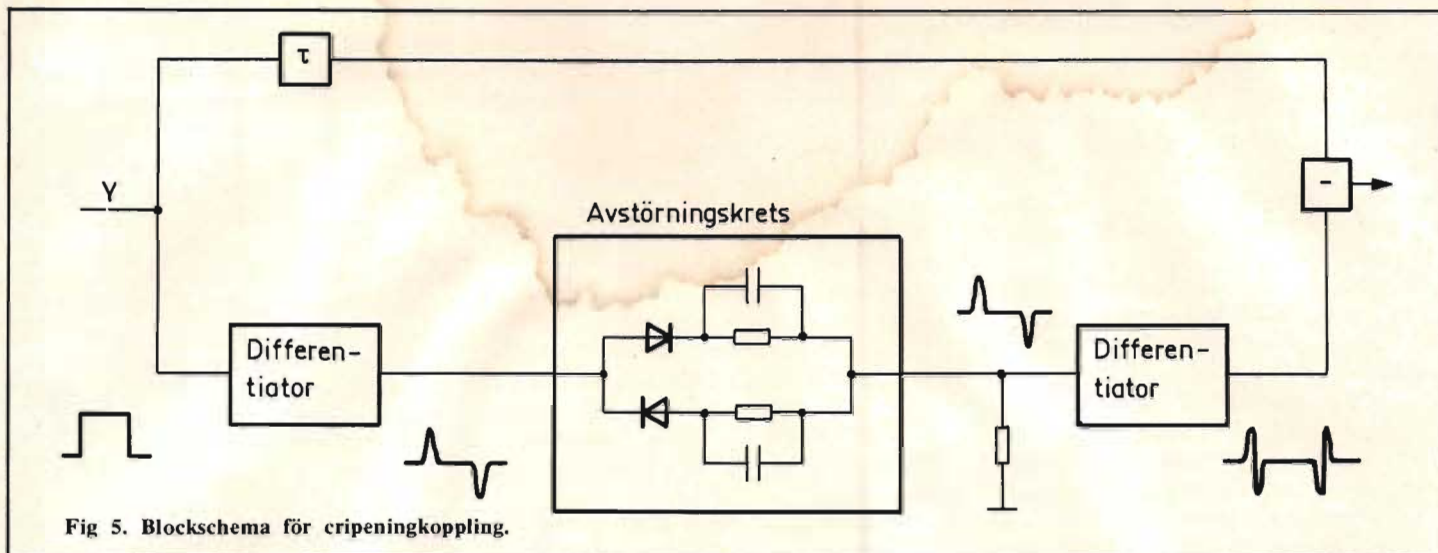 τ
Y
-
Avstörningskrets
Differen-
tiator
Differen-
tiator
Fig 5. Blockschema för cripeningkoppling.